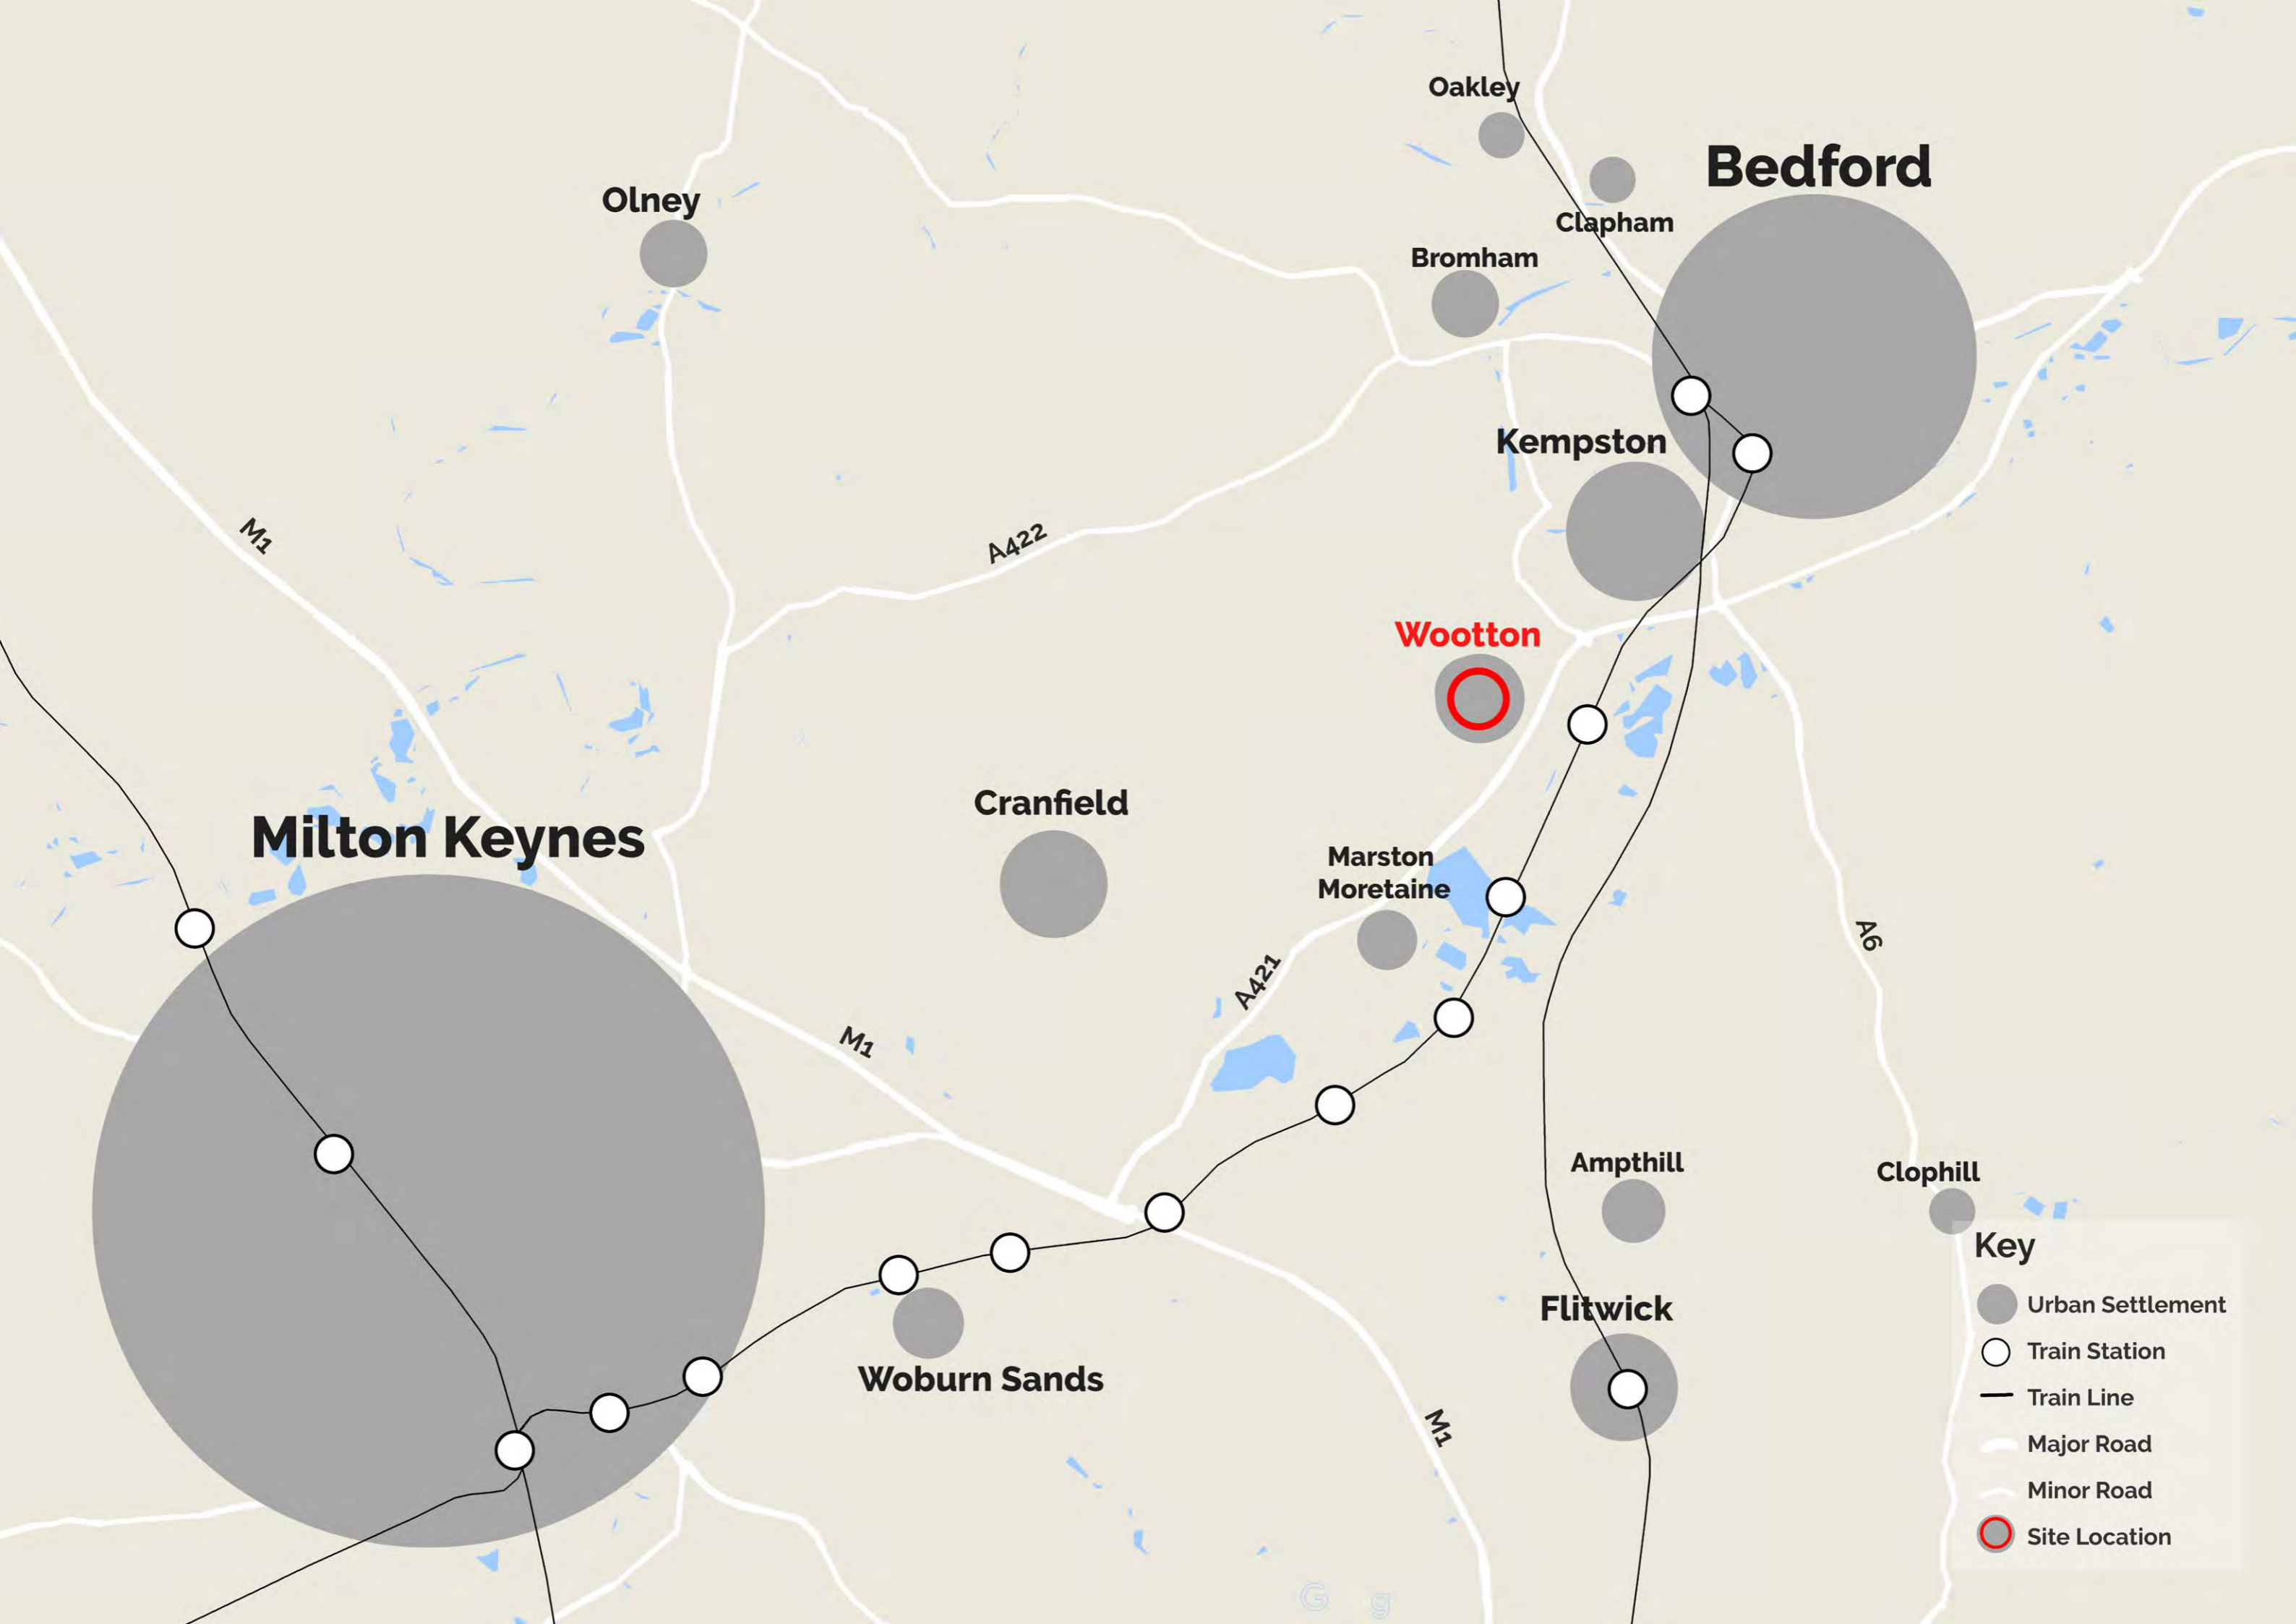 Oakley
Bedford
Olney
Clapham
Bromham
Kempston
M1
A422
Wootton
Cranfield
Milton Keynes
Marston
Moretaine
A6
A421
M1
Ampthill
Clophill
Key
Urban Settlement
Flitwick
Train Station
Woburn Sands
Train Line
M1
Major Road
Minor Road
Site Location
G g